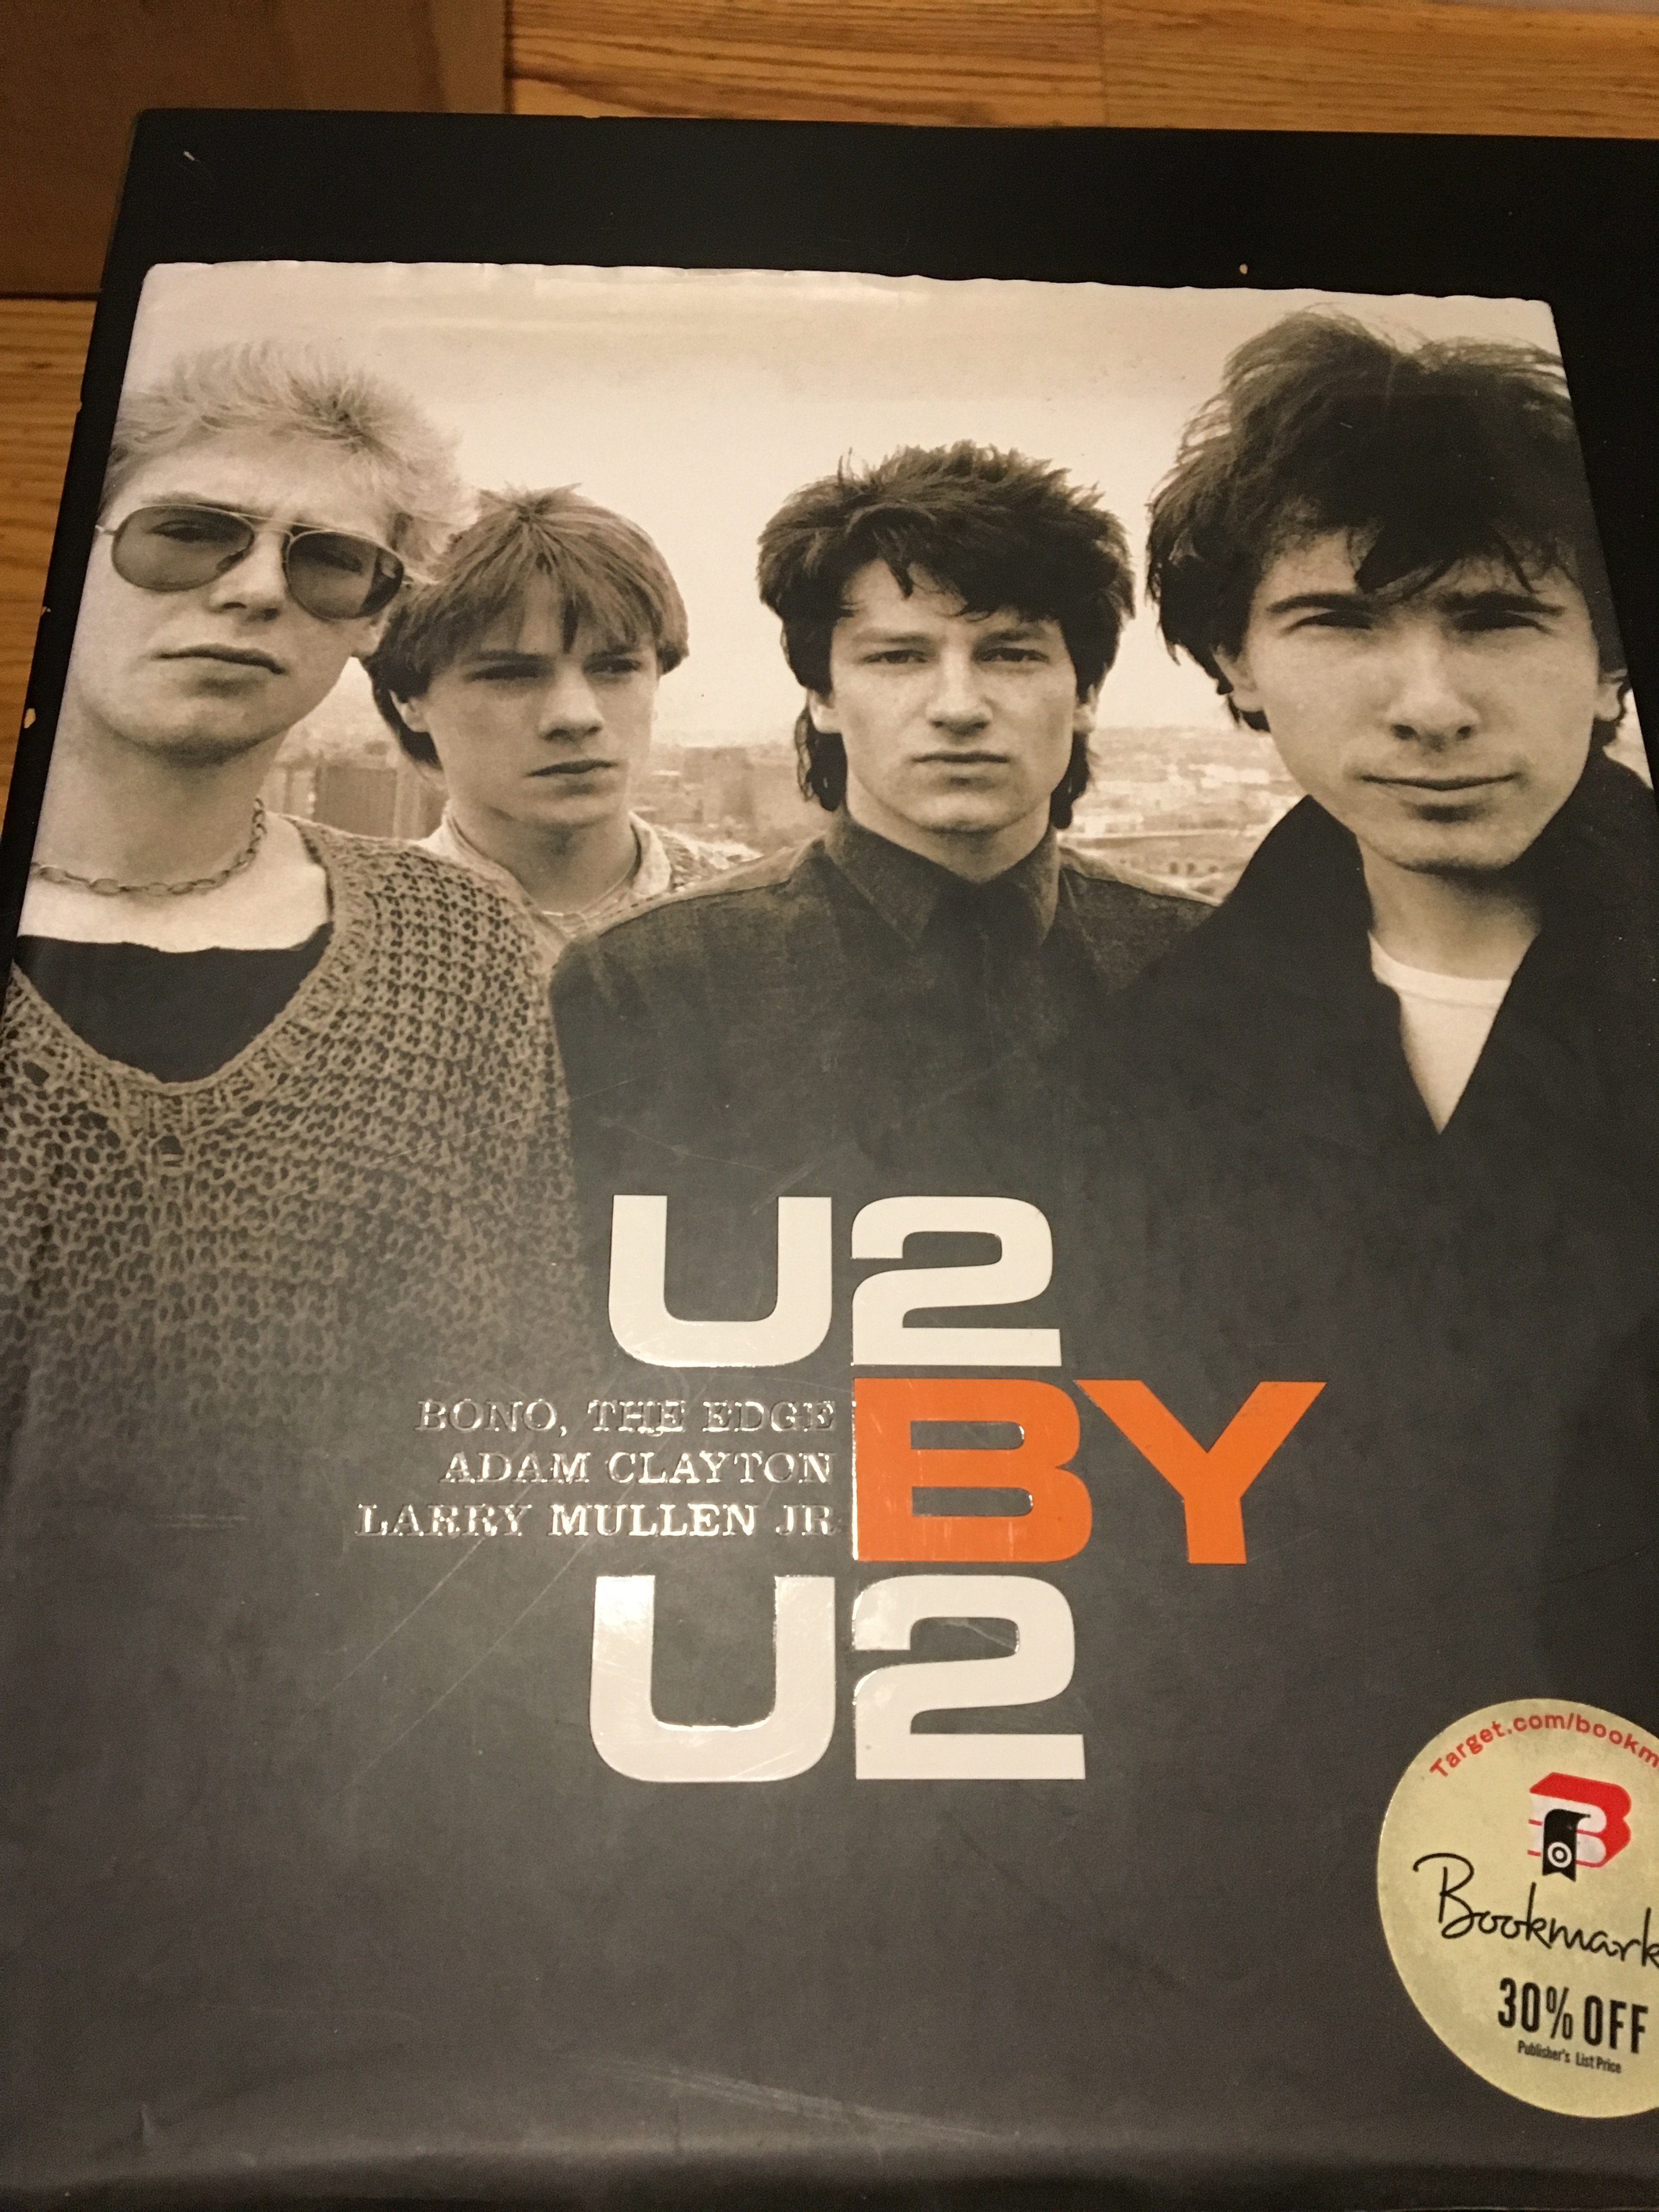 U2
BONO, THE EDGE
ADAM CLAYTON
LARRY MULLEN JR
BY
U2
Target.com/bookm
B
Bookmark
30% OFF
Publisher's List Price